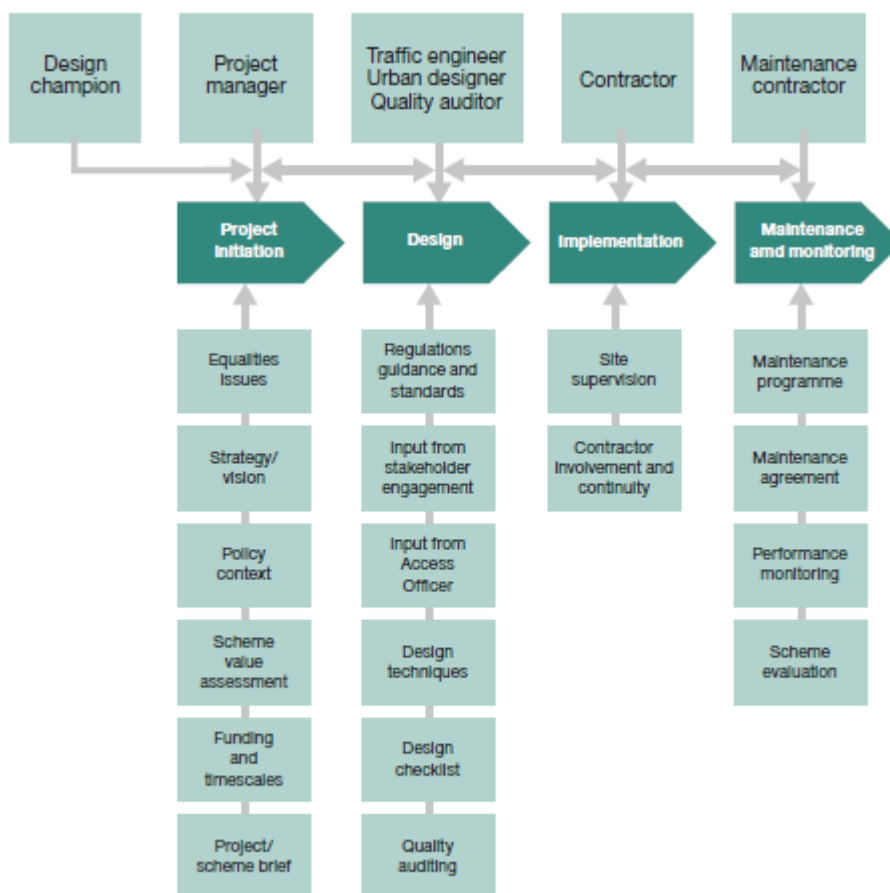 Design
champion
Project
manager
Traffic engineer
Urban designer
Quality auditor
Contractor
Maintenance
contractor
Project
initiation
Design
Implementation
Maintenance
amd monitoring
Equalities
issues
Strategy/
vision
Policy
context
Scheme
value
assessment
Funding
and
timescales
Project/
scheme brief
Regulations
guidance and
standards
Input from
stakeholder
engagement
Input from
Access
Officer
Design
techniques
Design
checklist
Quality
auditing
Site
supervision
Contractor
involvement and
continuity
Maintenance
programme
Maintenance
agreement
Performance
monitoring
Scheme
evaluation